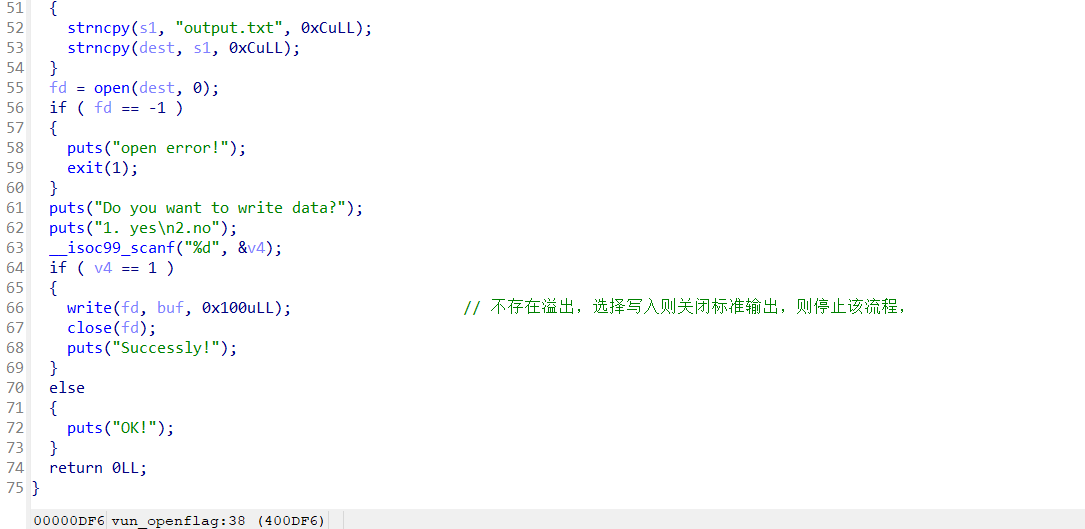 51 {
52 strncpy(s1, "output.txt", 0xCuLL);
53 strncpy(dest, s1, 0xCuLL);
54 }
55 fd = open(dest, 0);
56 if ( fd == -1 )
57 {
58 puts("open error!");
59 exit(1);
60 }
61 puts("Do you want to write data?");
62 puts("1. yes\n2.no");
63 __isoc99_scanf("%d", &v4);
64 if ( v4 == 1 )
65 {
66 write(fd, buf, 0x100uLL); // 不存在溢出，选择写入则关闭标准输出，则停止该流程，
67 close(fd);
68 puts("Successly!");
69 }
70 else
71 {
72 puts("OK!");
73 }
74 return 0LL;
75 }
00000DF6 vun_openflag:38 (400DF6)